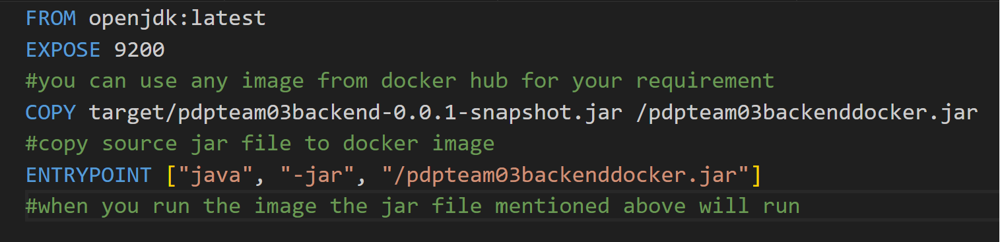 FROM openjdk:latest
EXPOSE 9200
#you can use any image from docker hub for your requirement
COPY target/pdpteam03backend-0.0.1-snapshot.jar /pdpteam03backenddocker.jar
#copy source jar file to docker image
ENTRYPOINT ["java", "-jar", "/pdpteam03backenddocker.jar"]
#when you run the image the jar file mentioned above will run